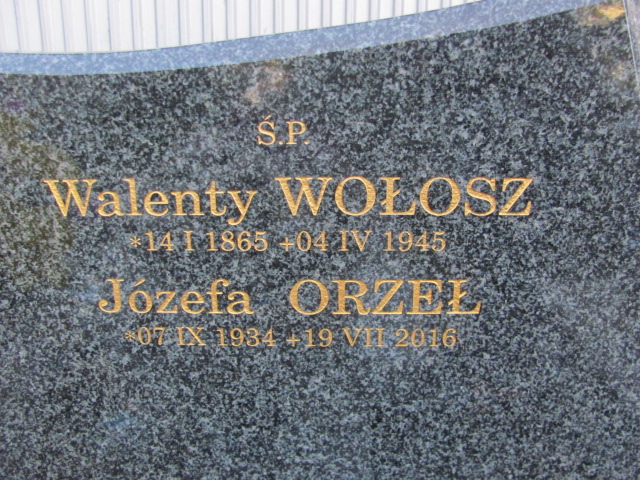 Ś.P.
Walenty WOŁOSZ
*14 I 1865 +04 IV 1945
Józefa ORZEŁ
*07 IX 1934 +19 VII 2016